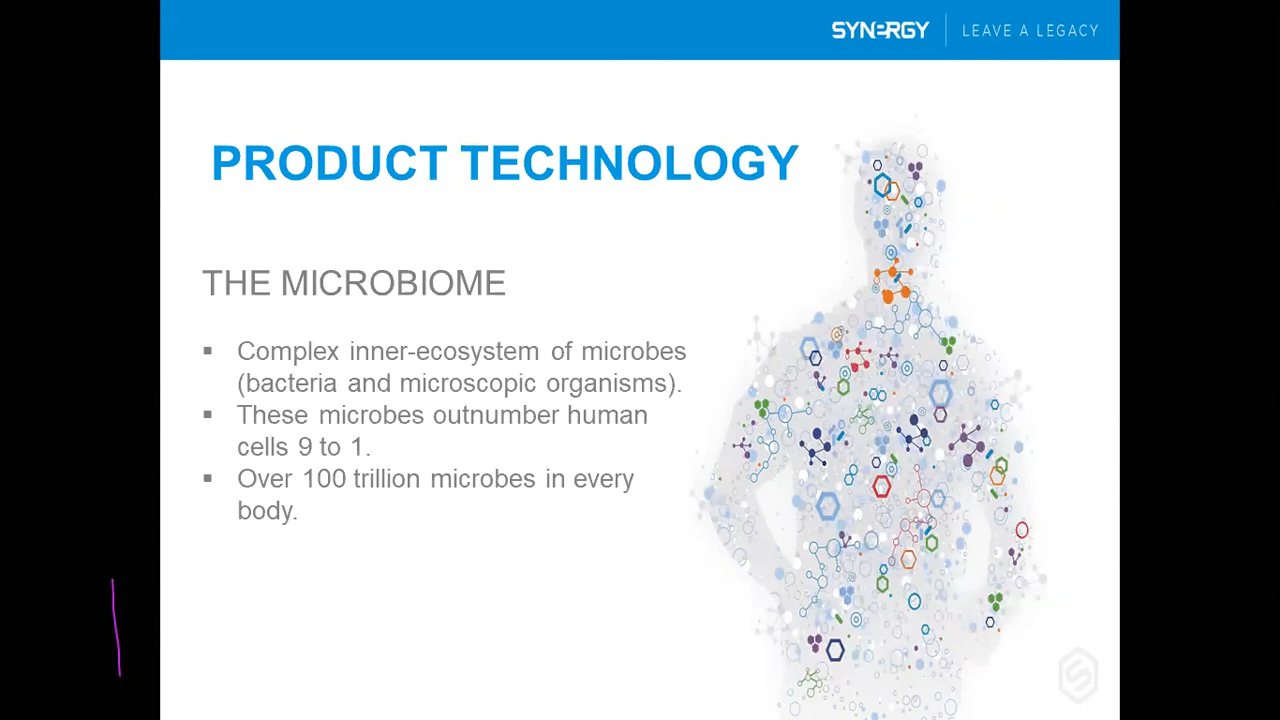 SYNERGY LEAVE A LEGACY
PRODUCT TECHNOLOGY
THE MICROBIOME
▪ Complex inner-ecosystem of microbes
(bacteria and microscopic organisms).
▪ These microbes outnumber human
cells 9 to 1.
▪ Over 100 trillion microbes in every
body.